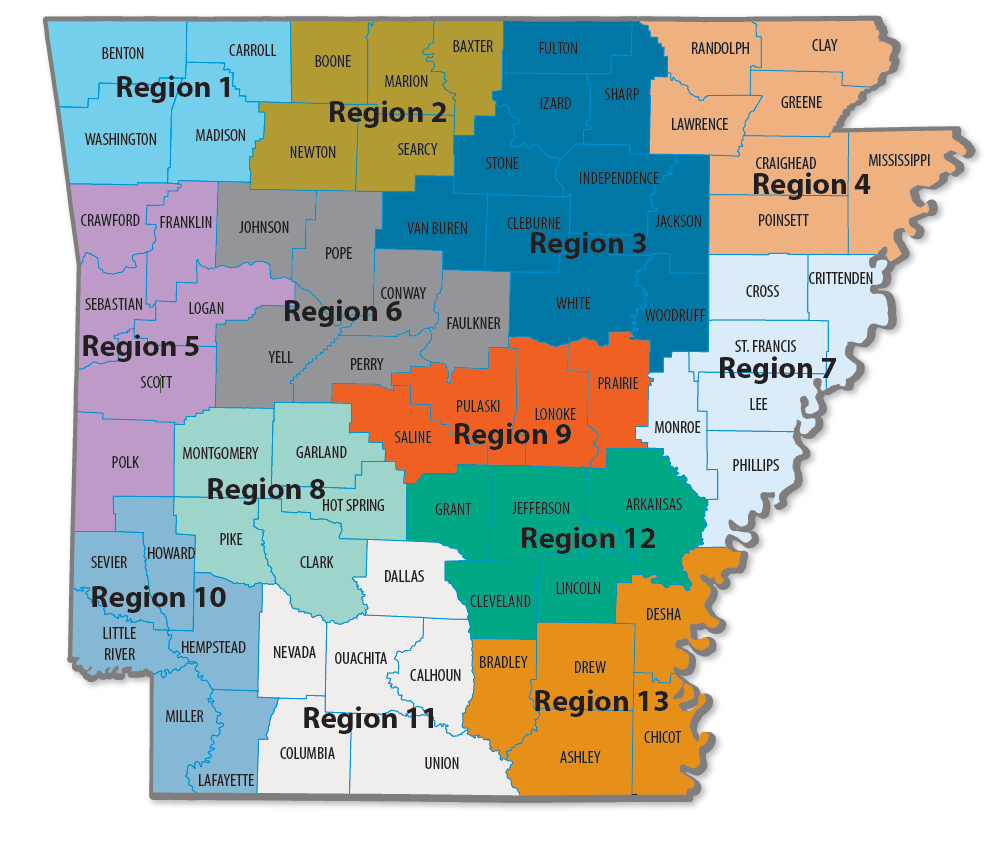 BENTON
CARROLL
WASHINGTON
MADISON
Region 1
BOONE
MARION
BAXTER
NEWTON
SEARCY
Region 2
FULTON
IZARD
SHARP
STONE
INDEPENDENCE
VAN BUREN
CLEBURNE
JACKSON
WHITE
WOODRUFF
Region 3
RANDOLPH
CLAY
GREENE
LAWRENCE
CRAIGHEAD
MISSISSIPPI
POINSETT
Region 4
CRAWFORD
FRANKLIN
SEBASTIAN
LOGAN
SCOTT
POLK
Region 5
JOHNSON
POPE
CONWAY
FAULKNER
YELL
PERRY
Region 6
CROSS
CRITTENDEN
ST. FRANCIS
LEE
MONROE
PHILLIPS
Region 7
MONTGOMERY
GARLAND
HOT SPRING
PIKE
CLARK
Region 8
PULASKI
LONOKE
PRAIRIE
SALINE
Region 9
SEVIER
HOWARD
LITTLE
RIVER
HEMPSTEAD
MILLER
LAFAYETTE
Region 10
DALLAS
NEVADA
OUACHITA
CALHOUN
COLUMBIA
UNION
Region 11
GRANT
JEFFERSON
ARKANSAS
CLEVELAND
LINCOLN
Region 12
DESHA
BRADLEY
DREW
ASHLEY
CHICOT
Region 13